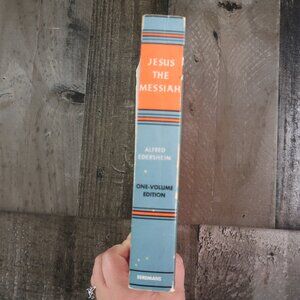 JESUS
THE
MESSIAH
ALFRED
EDERSHEIM
ONE-VOLUME
EDITION
EERDMANS